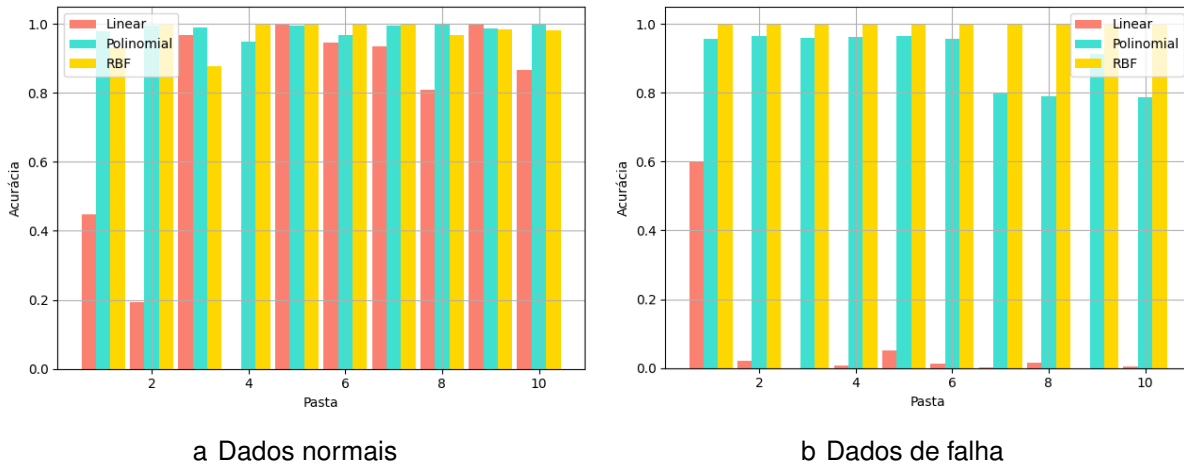 1.0
0.8
0.6
0.4
0.2
0.0
Acurácia
Linear
Polinomial
RBF
2
4
6
8
10
Pasta
a Dados normais
1.0
0.8
0.6
0.4
0.2
0.0
Acurácia
Linear
Polinomial
RBF
2
4
6
8
10
Pasta
b Dados de falha